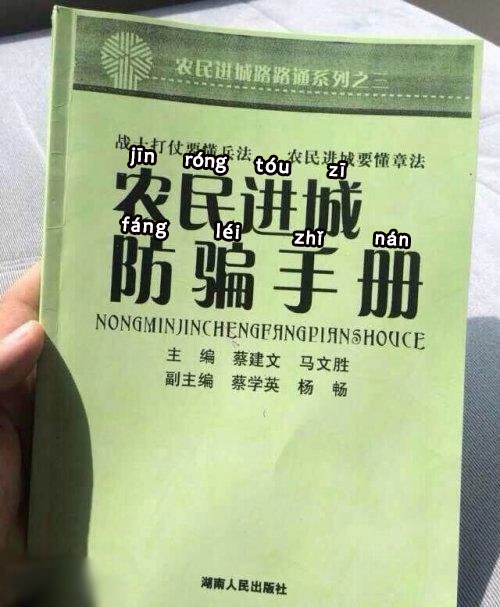 农民进城路路通系列之二
战士打仗要懂兵法 农民进城要懂章法
jīn róng tóu zī
农民进城
fáng léi zhǐ nán
防骗手册
NONGMINJINCHENGFANGPIANSHOUCE
主编 蔡建文 马文胜
副主编 蔡学英 杨畅
湖南人民出版社